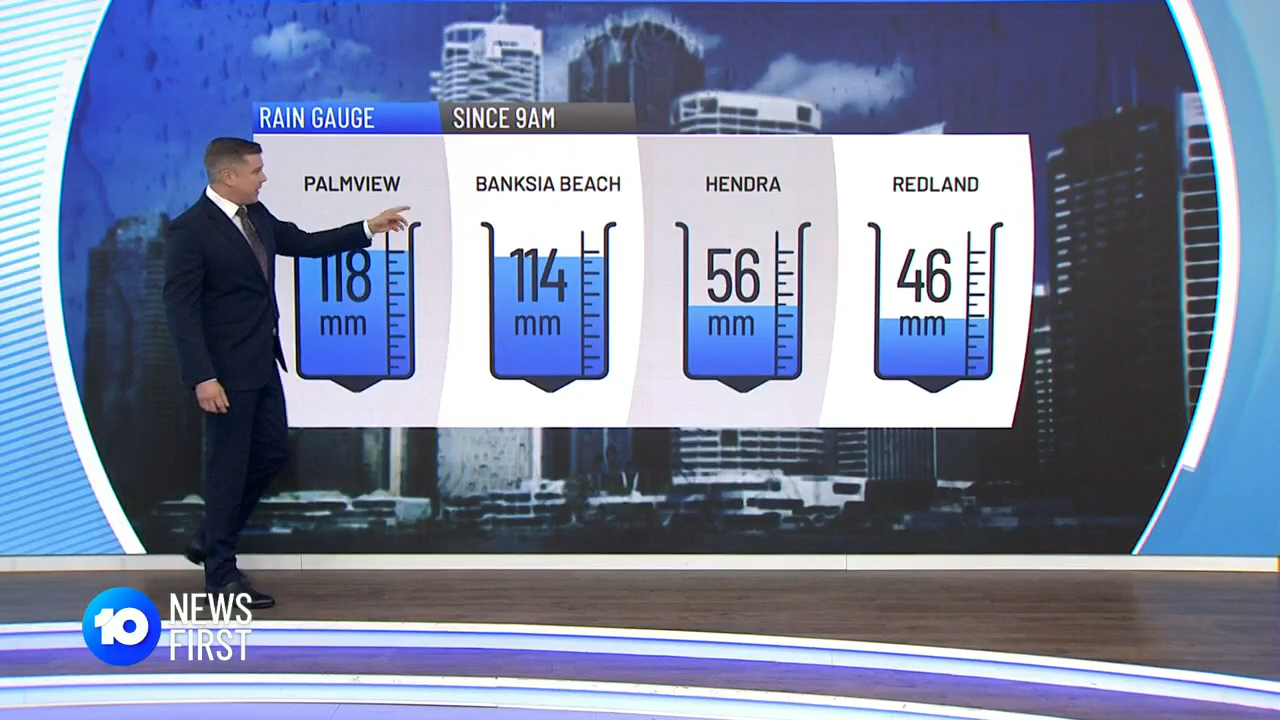 RAIN GAUGE SINCE 9AM
PALMVIEW BANKSIA BEACH HENDRA REDLAND
118 114 56 46
mm mm mm mm
10 NEWS
FIRST